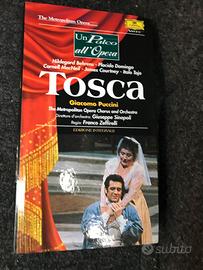 The Metropolitan Opera
Un Palco
all'Opera
Hildegard Behrens - Placido Domingo
Cornell MacNeil - James Courtney - Italo Tajo
Tosca
Giacomo Puccini
The Metropolitan Opera Chorus and Orchestra
Direttore d'orchestra: Giuseppe Sinopoli
Regia: Franco Zeffirelli
EDIZIONE INTEGRALE
subito